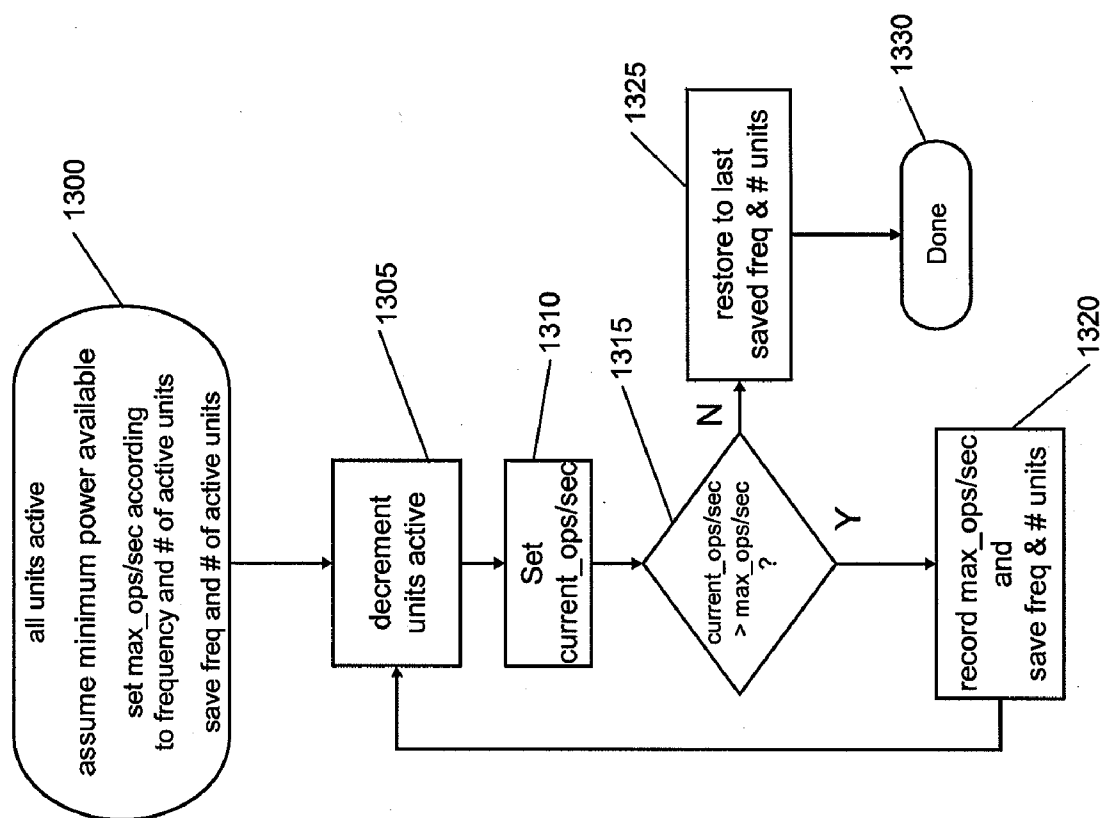 1300
all units active
assume minimum power available
set max_ops/sec according
to frequency and # of active units
save freq and # of active units
1305
decrement
units active
1310
Set
current_ops/sec
1315
current_ops/sec
> max_ops/sec
?
N
Y
1325
restore to last
saved freq & # units
1330
Done
1320
record max_ops/sec
and
save freq & # units